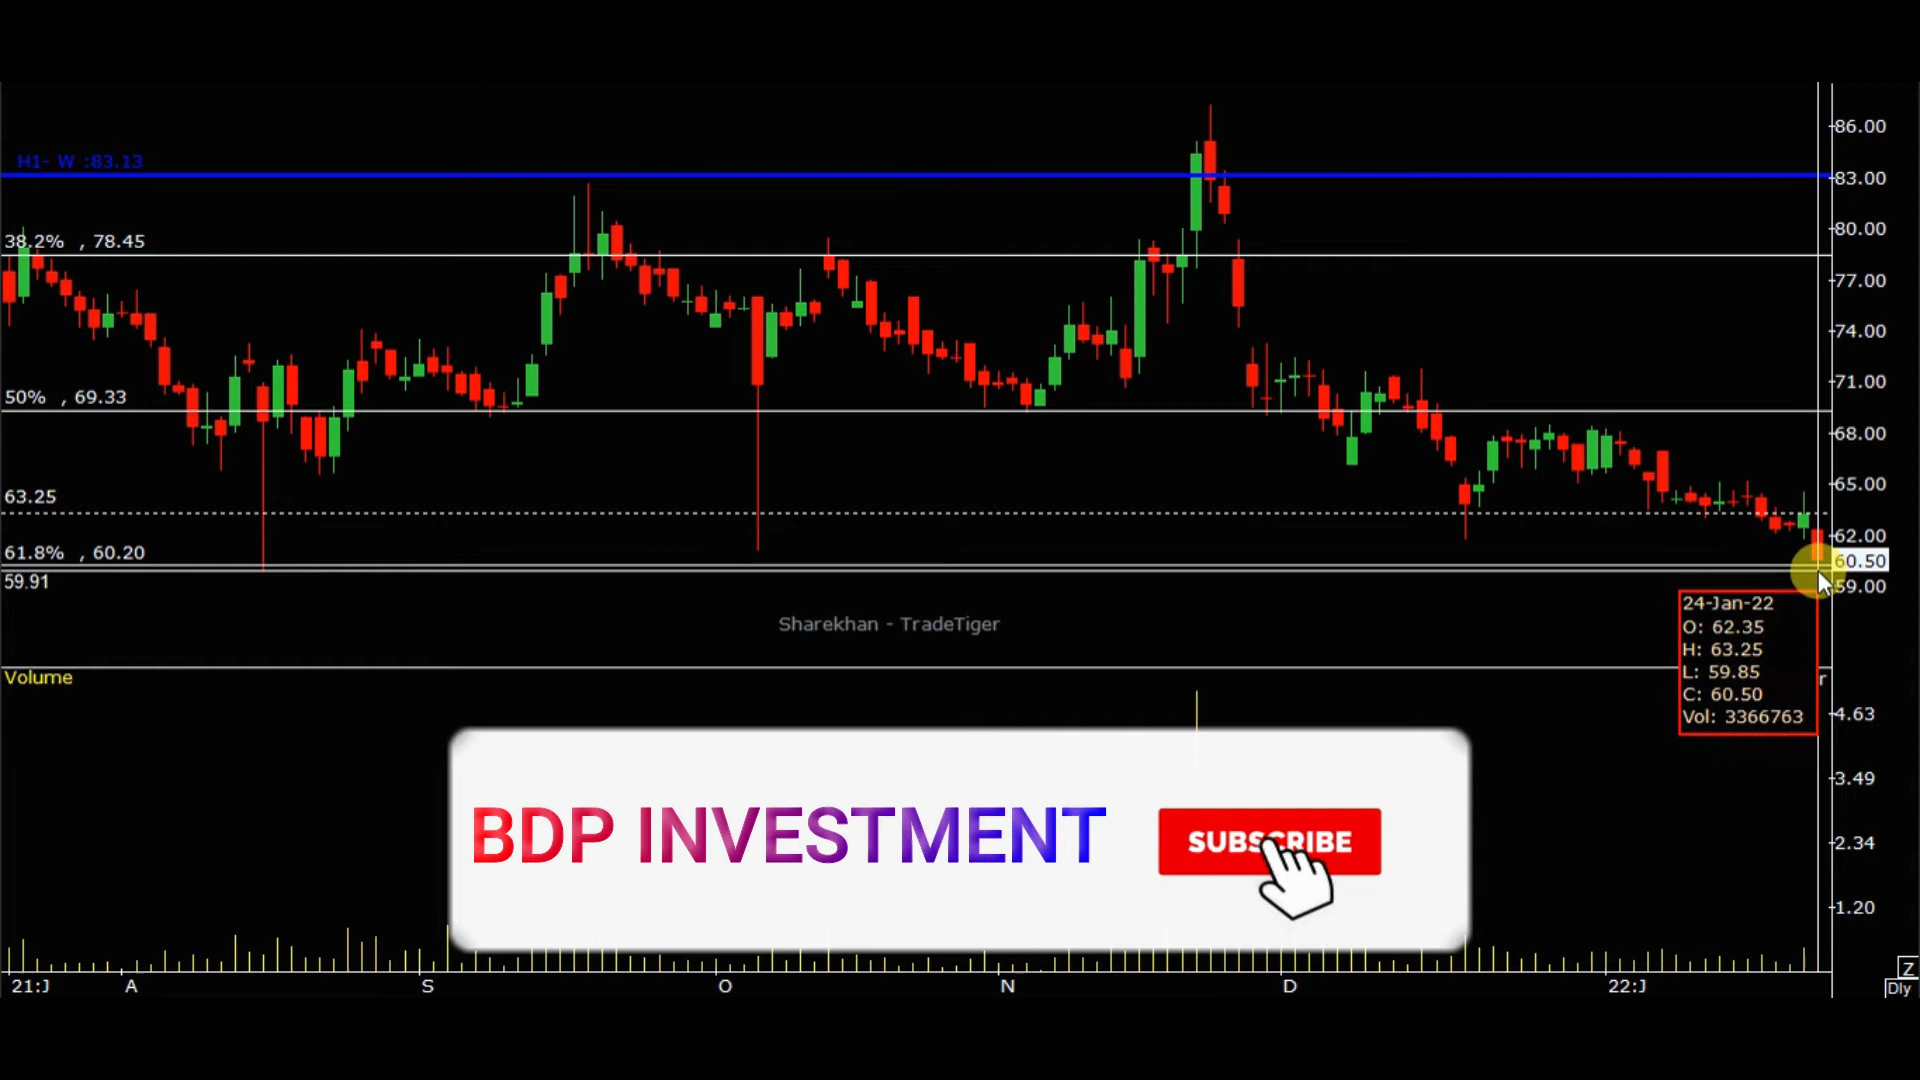 86.00
H1- W :83.13
83.00
80.00
38.2% , 78.45
77.00
74.00
71.00
50% , 69.33
68.00
65.00
63.25
62.00
61.8% , 60.20
60.50
59.91
59.00
Sharekhan - TradeTiger
24-Jan-22
O: 62.35
H: 63.25
L: 59.85
C: 60.50
Vol: 3366763
Volume
r
4.63
3.49
2.34
1.20
BDP INVESTMENT
SUBSCRIBE
Z
21:J A S O N D 22:J Dly